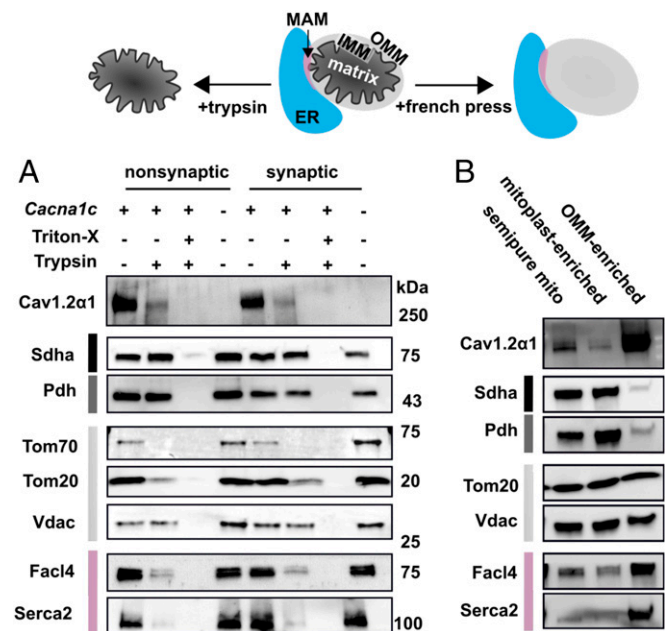 MAM
IMM OMM
matrix
+trypsin
ER
+french press
A
nonsynaptic synaptic
Cacna1c + + + - + + + -
Triton-X - - + - - - + -
Trypsin - + + - - + + -
kDa
Cav1.2α1 250
Sdha 75
Pdh 43
Tom70 75
Tom20 20
Vdac 25
Facl4 75
Serca2 100
B
semipure mito
mitoplast-enriched
OMM-enriched
Cav1.2α1
Sdha
Pdh
Tom20
Vdac
Facl4
Serca2